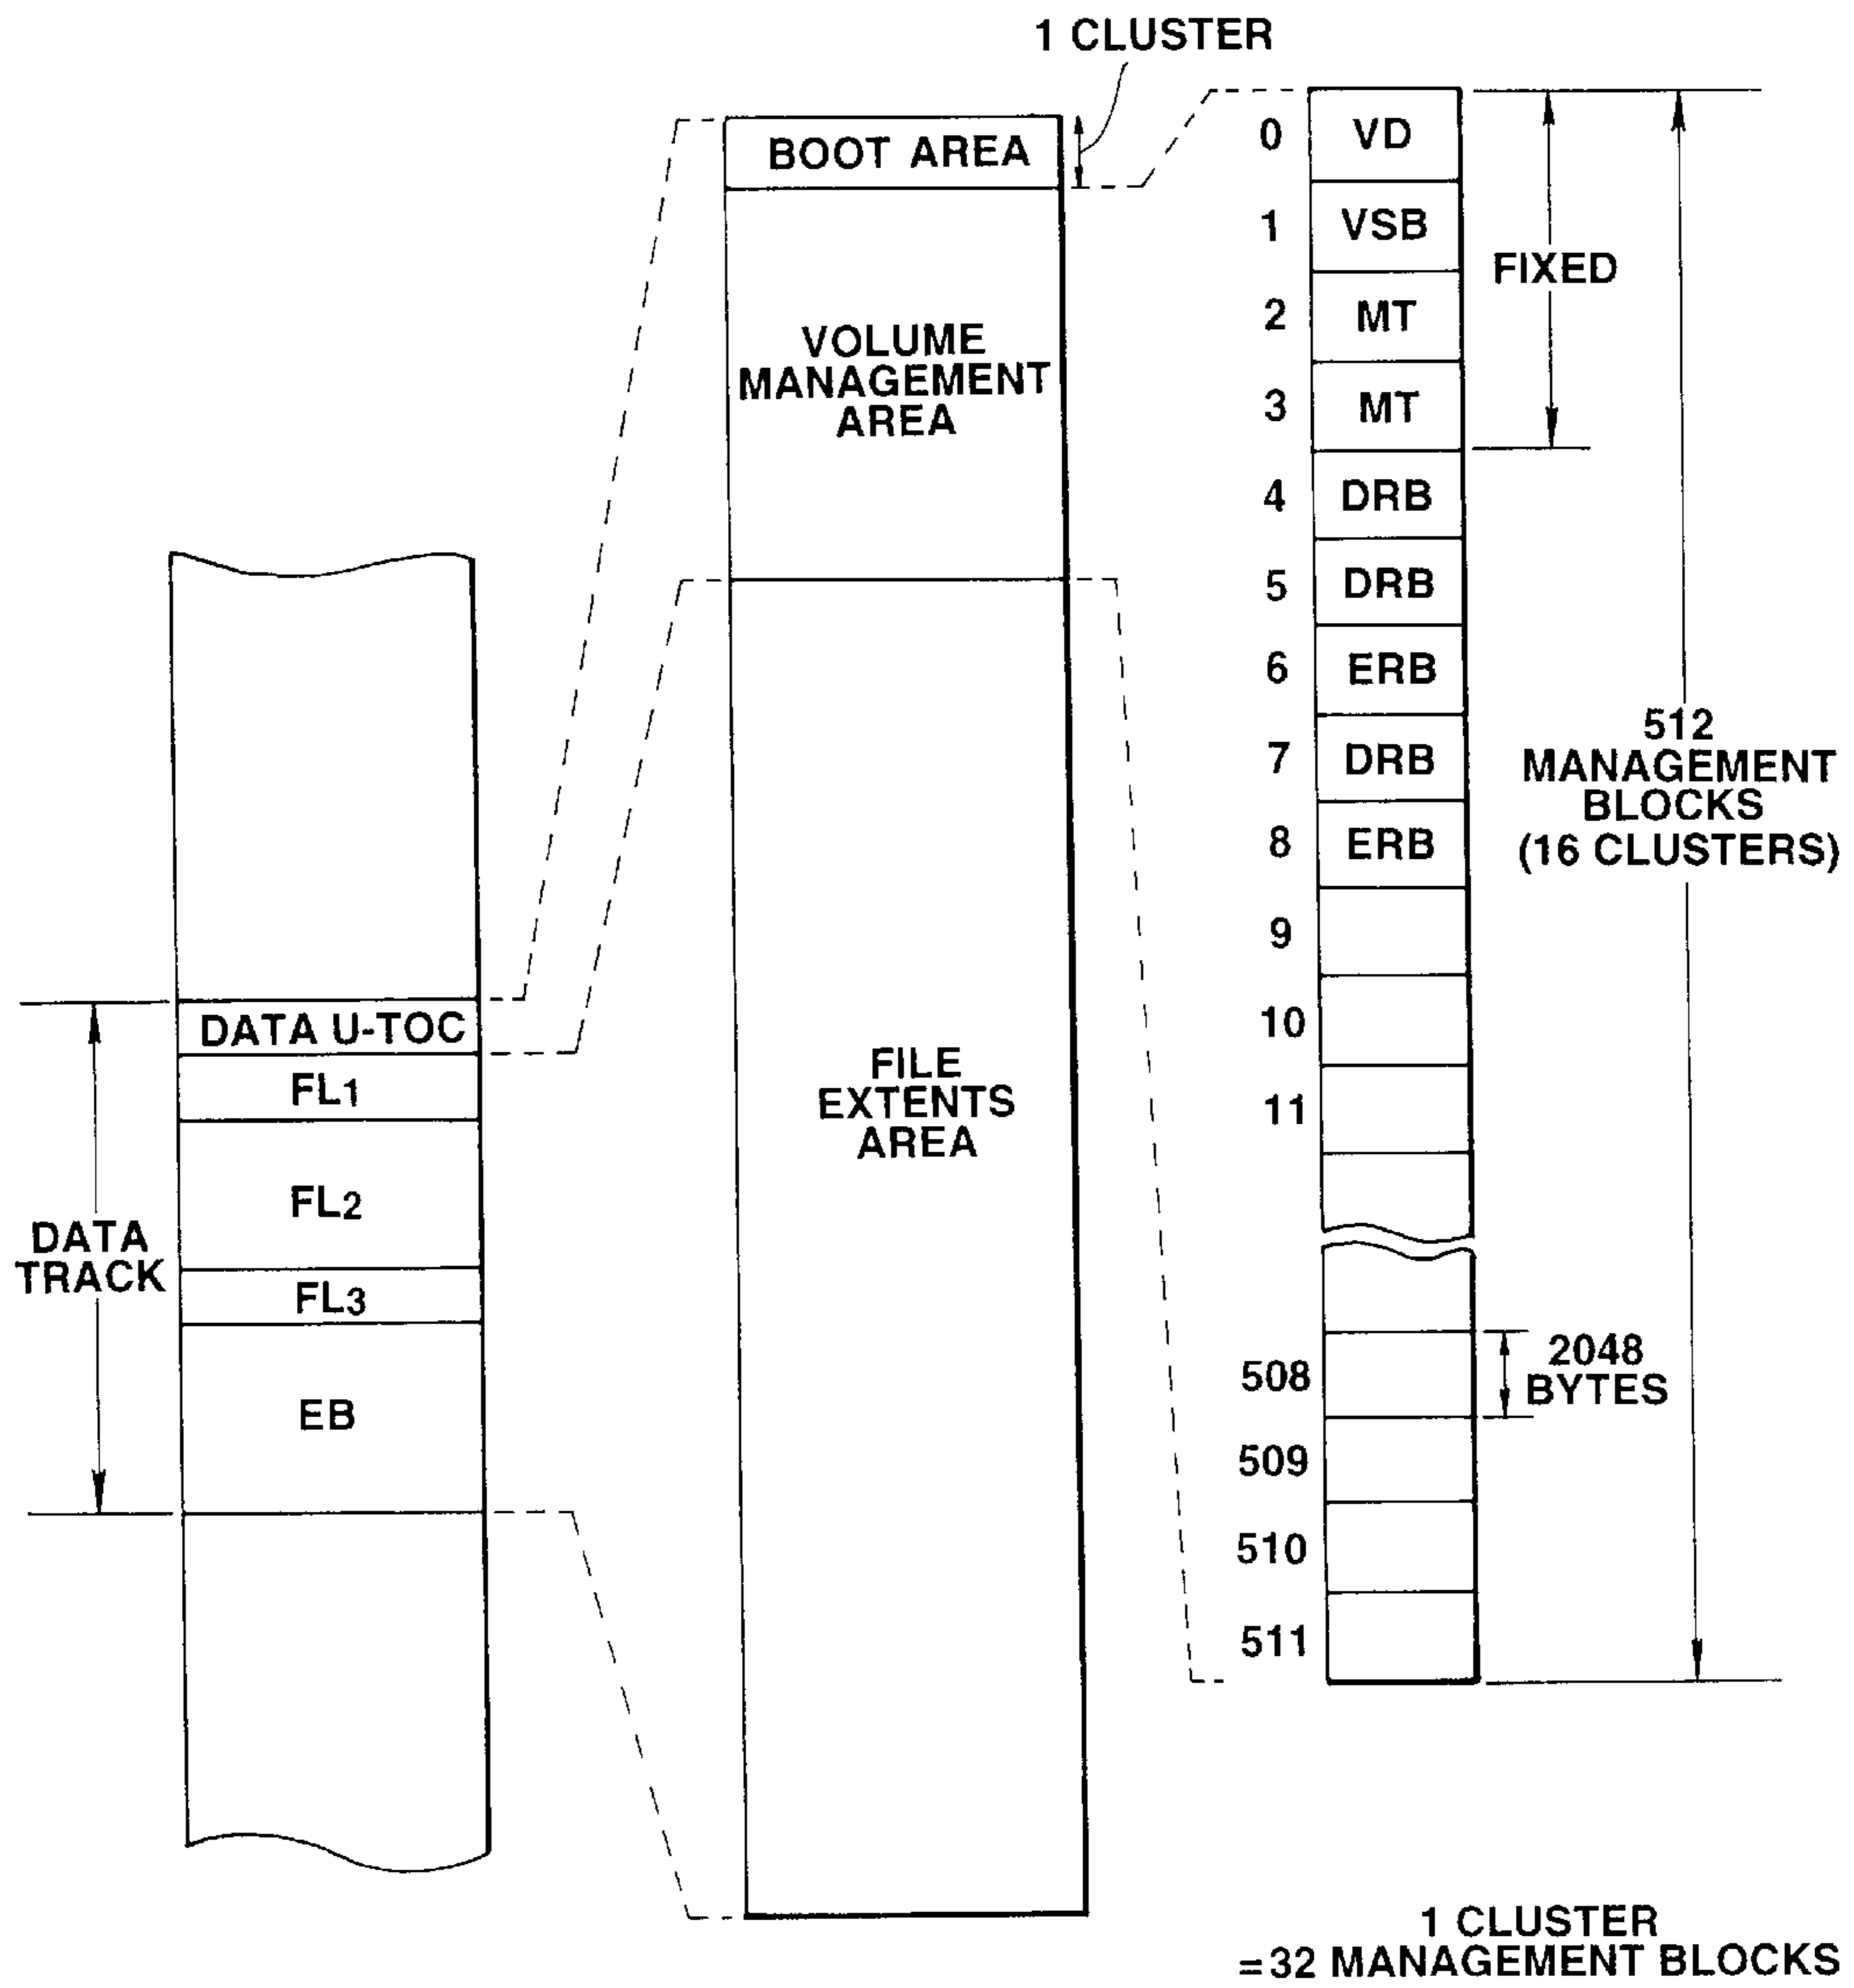 1 CLUSTER
BOOT AREA
VOLUME
MANAGEMENT
AREA
FILE
EXTENTS
AREA
DATA U-TOC
FL1
FL2
FL3
EB
DATA
TRACK
0 VD
1 VSB
2 MT
3 MT
4 DRB
5 DRB
6 ERB
7 DRB
8 ERB
9
10
11
508
509
510
511
FIXED
512
MANAGEMENT
BLOCKS
(16 CLUSTERS)
2048
BYTES
1 CLUSTER
=32 MANAGEMENT BLOCKS